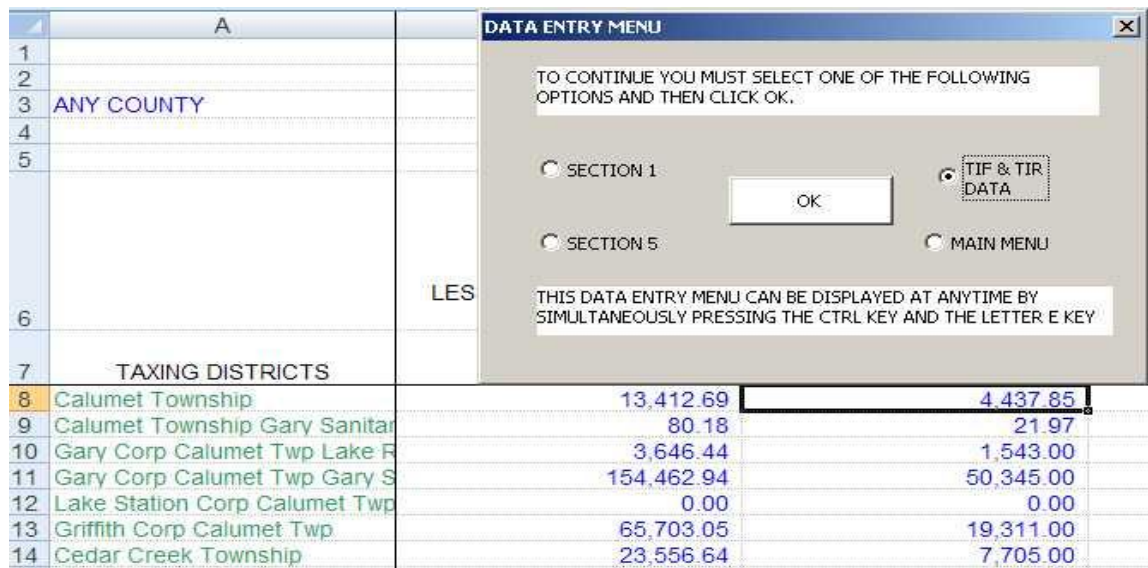 A
DATA ENTRY MENU
1
2
3 ANY COUNTY
4
5
TO CONTINUE YOU MUST SELECT ONE OF THE FOLLOWING
OPTIONS AND THEN CLICK OK.
SECTION 1
TIF & TIR
DATA
OK
SECTION 5
MAIN MENU
LES
6
THIS DATA ENTRY MENU CAN BE DISPLAYED AT ANYTIME BY
SIMULTANEOUSLY PRESSING THE CTRL KEY AND THE LETTER E KEY
7 TAXING DISTRICTS
8 Calumet Township 13,412.69 4,437.85
9 Calumet Township Gary Sanitar 80.18 21.97
10 Gary Corp Calumet Twp Lake R 3,646.44 1,543.00
11 Gary Corp Calumet Twp Gary S 154,462.94 50,345.00
12 Lake Station Corp Calumet Twp 0.00 0.00
13 Griffith Corp Calumet Twp 65,703.05 19,311.00
14 Cedar Creek Township 23,556.64 7,705.00